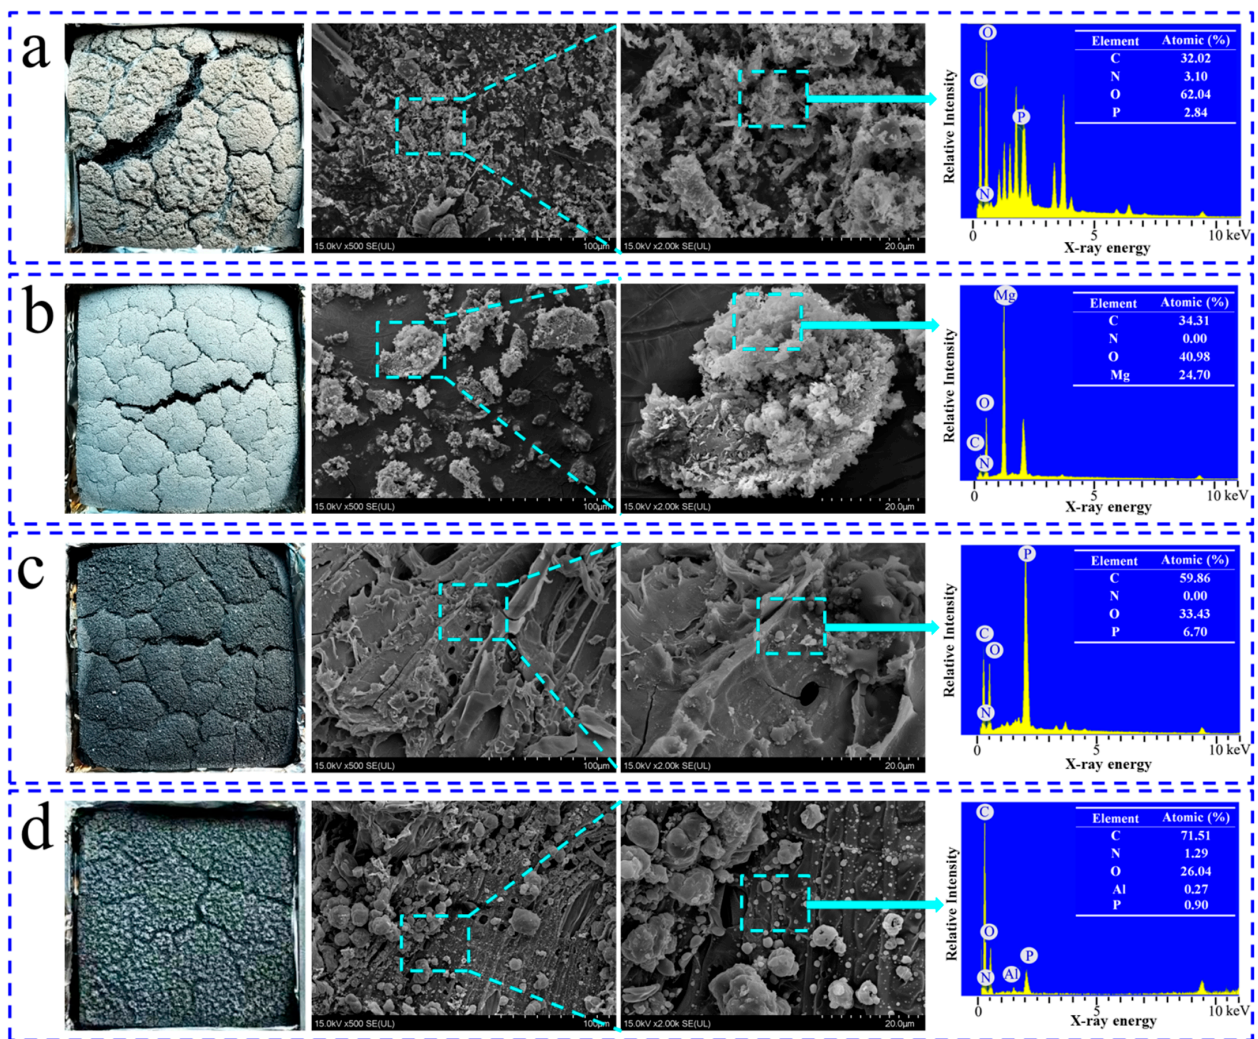 a
15.0kV x500 SE(UL) 100µm
15.0kV x2.00k SE(UL) 20.0µm
Relative Intensity
O
C
P
N
Element Atomic (%)
C 32.02
N 3.10
O 62.04
P 2.84
0 5 10 keV
X-ray energy
b
15.0kV x500 SE(UL) 100µm
15.0kV x2.00k SE(UL) 20.0µm
Relative Intensity
Mg
O
C
N
Element Atomic (%)
C 34.31
N 0.00
O 40.98
Mg 24.70
0 5 10 keV
X-ray energy
c
15.0kV x500 SE(UL) 100µm
15.0kV x2.00k SE(UL) 20.0µm
Relative Intensity
P
C
O
N
Element Atomic (%)
C 59.86
N 0.00
O 33.43
P 6.70
0 5 10 keV
X-ray energy
d
15.0kV x500 SE(UL) 100µm
15.0kV x2.00k SE(UL) 20.0µm
Relative Intensity
C
O
N
Al
P
Element Atomic (%)
C 71.51
N 1.29
O 26.04
Al 0.27
P 0.90
0 5 10 keV
X-ray energy